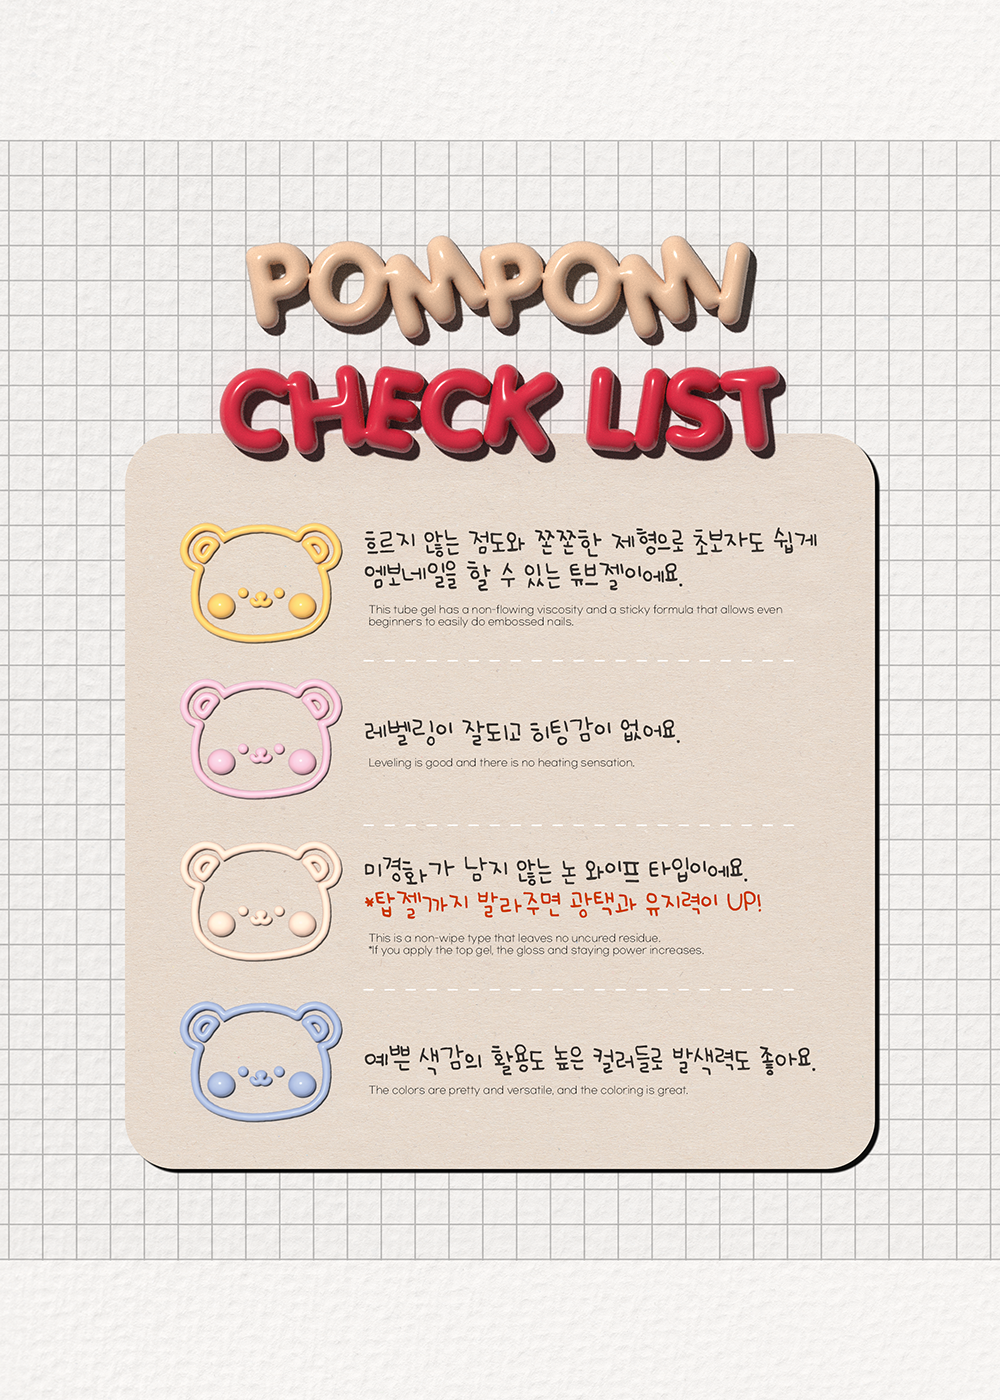 POMPOM
CHECK LIST
흐르지 않는 점도와 쫀쫀한 제형으로 초보자도 쉽게
엠보네일을 할 수 있는 튜브젤이에요.
This tube gel has a non-flowing viscosity and a sticky formula that allows even
beginners to easily do embossed nails.
레벨링이 잘되고 히팅감이 없어요.
Leveling is good and there is no heating sensation.
미경화가 남지 않는 논 와이프 타입이에요.
*탑젤까지 발라주면 광택과 유지력이 UP!
This is a non-wipe type that leaves no uncured residue.
*If you apply the top gel, the gloss and staying power increases.
예쁜 색감의 활용도 높은 컬러들로 발색력도 좋아요.
The colors are pretty and versatile, and the coloring is great.